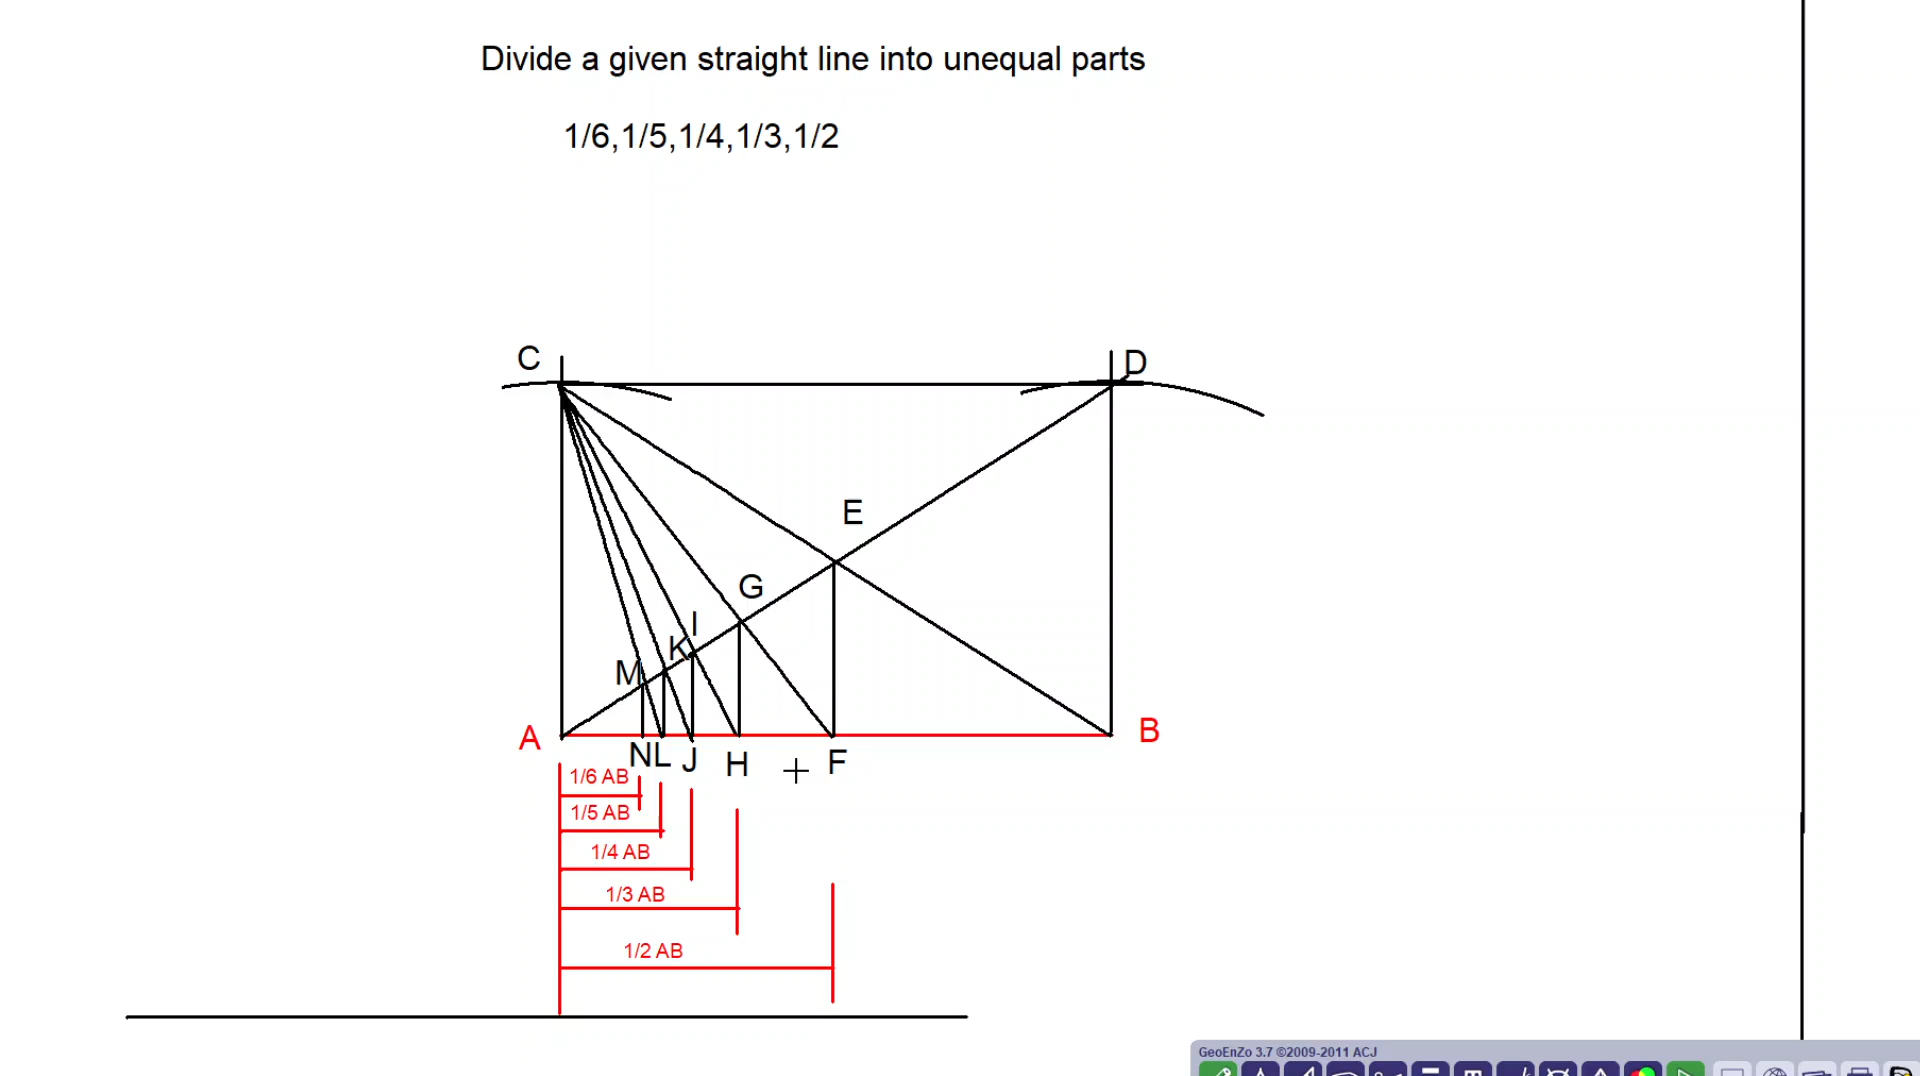 Divide a given straight line into unequal parts
1/6,1/5,1/4,1/3,1/2
C
D
E
G
I
K
M
A
B
N
L
J
H
F
1/6 AB
1/5 AB
1/4 AB
1/3 AB
1/2 AB
GeoEnZo 3.7 ©2009-2011 ACJ